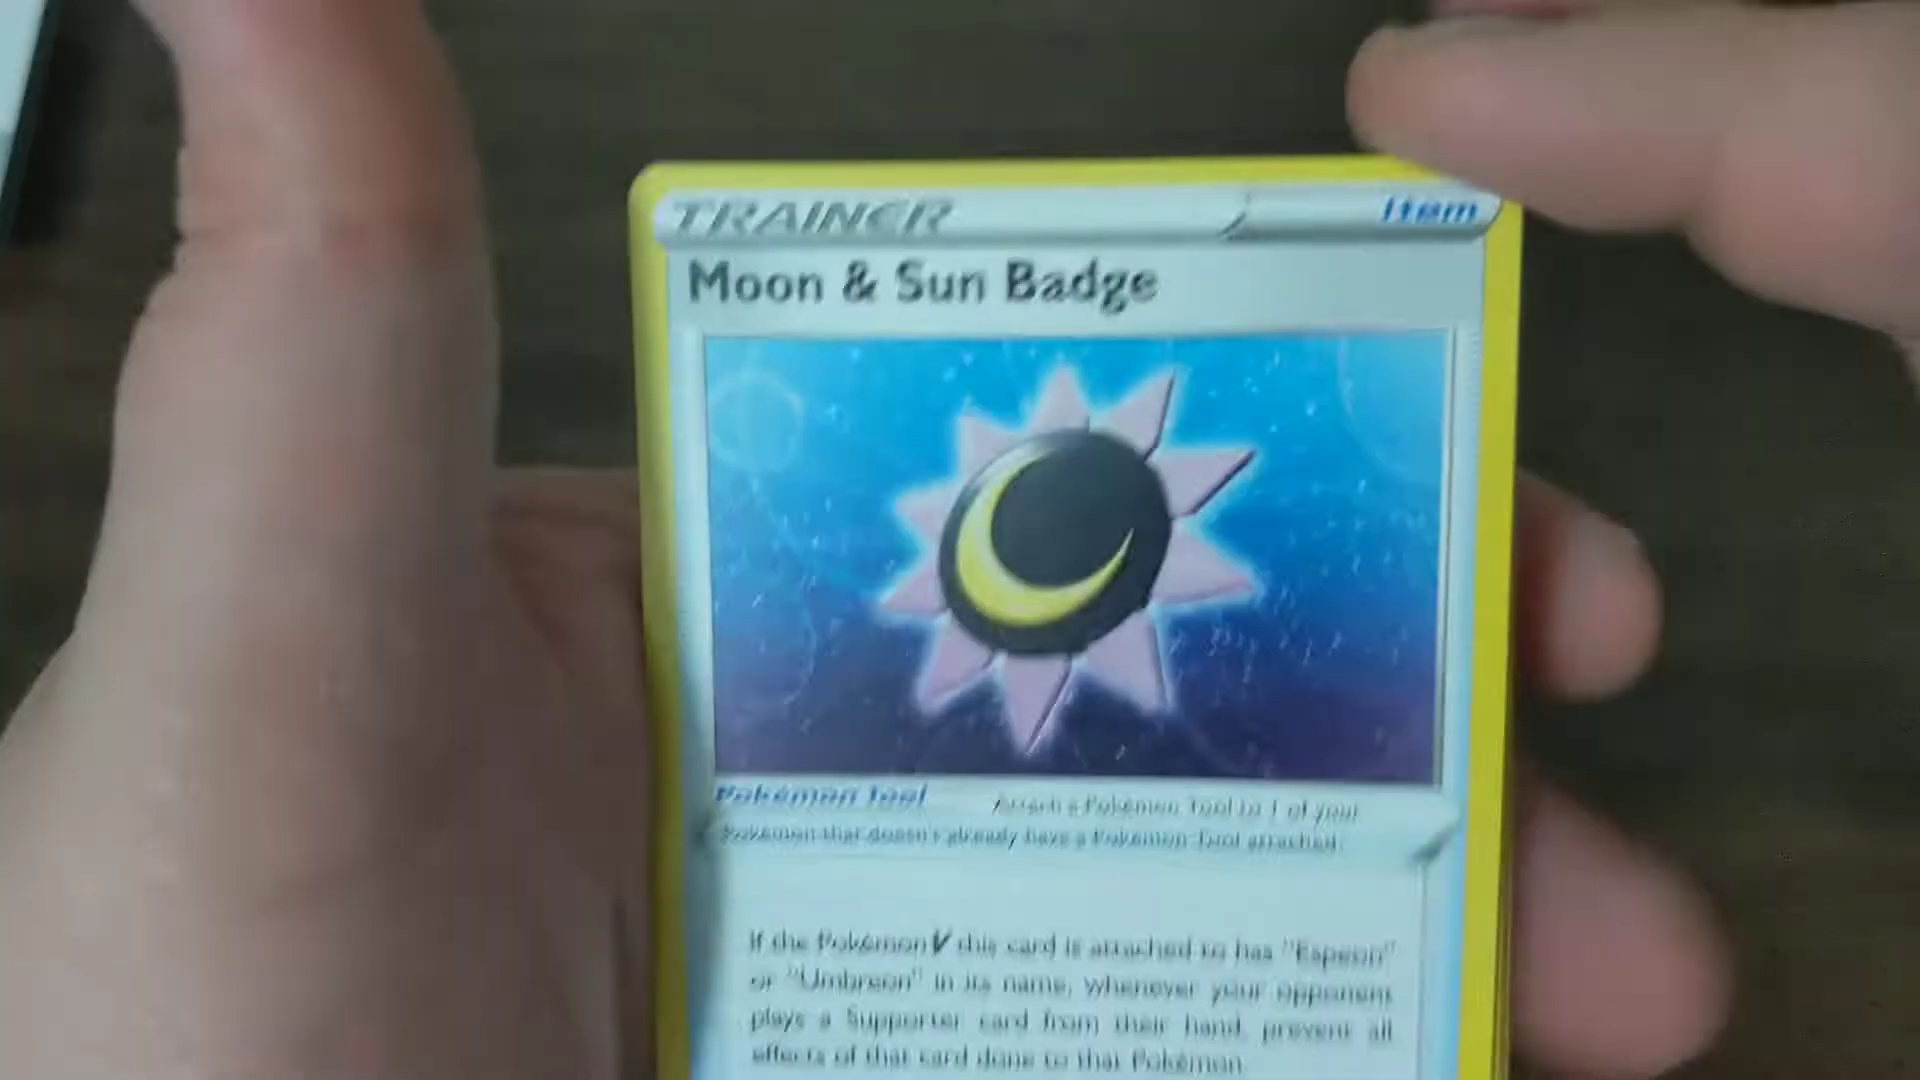 TRAINER Item
Moon & Sun Badge
Pokémon Tool Attach a Pokémon Tool to 1 of your
Pokémon that doesn't already have a Pokémon Tool attached.
If the Pokémon V this card is attached to has "Espeon"
or "Umbreon" in its name, whenever your opponent
plays a Supporter card from their hand, prevent all
effects of that card done to that Pokémon.